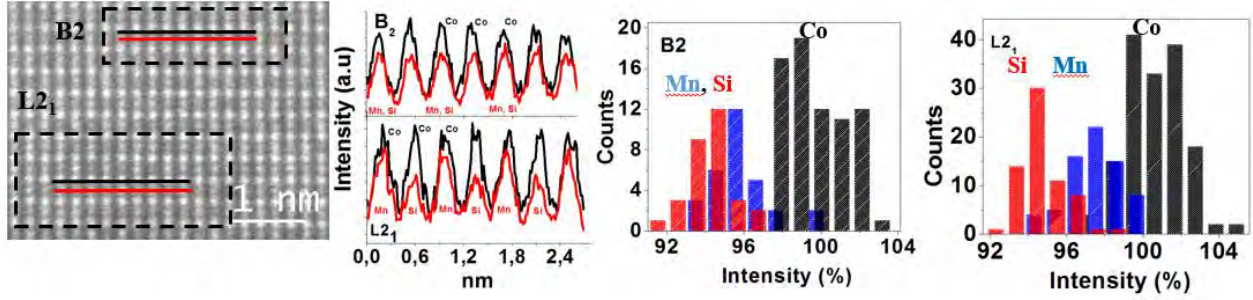 B2
L2₁
1 nm
B₂
Co
Co
Co
Mn, Si
Mn, Si
Mn, Si
Co
Co
Co
Mn
Si
Mn
Si
Mn
Si
L2₁
Intensity (a.u)
0,0 0,6 1,2 1,8 2,4
nm
B2
Co
Mn, Si
Counts
20
16
12
8
4
0
92 96 100 104
Intensity (%)
L2₁
Co
Si Mn
Counts
40
30
20
10
0
92 96 100 104
Intensity (%)